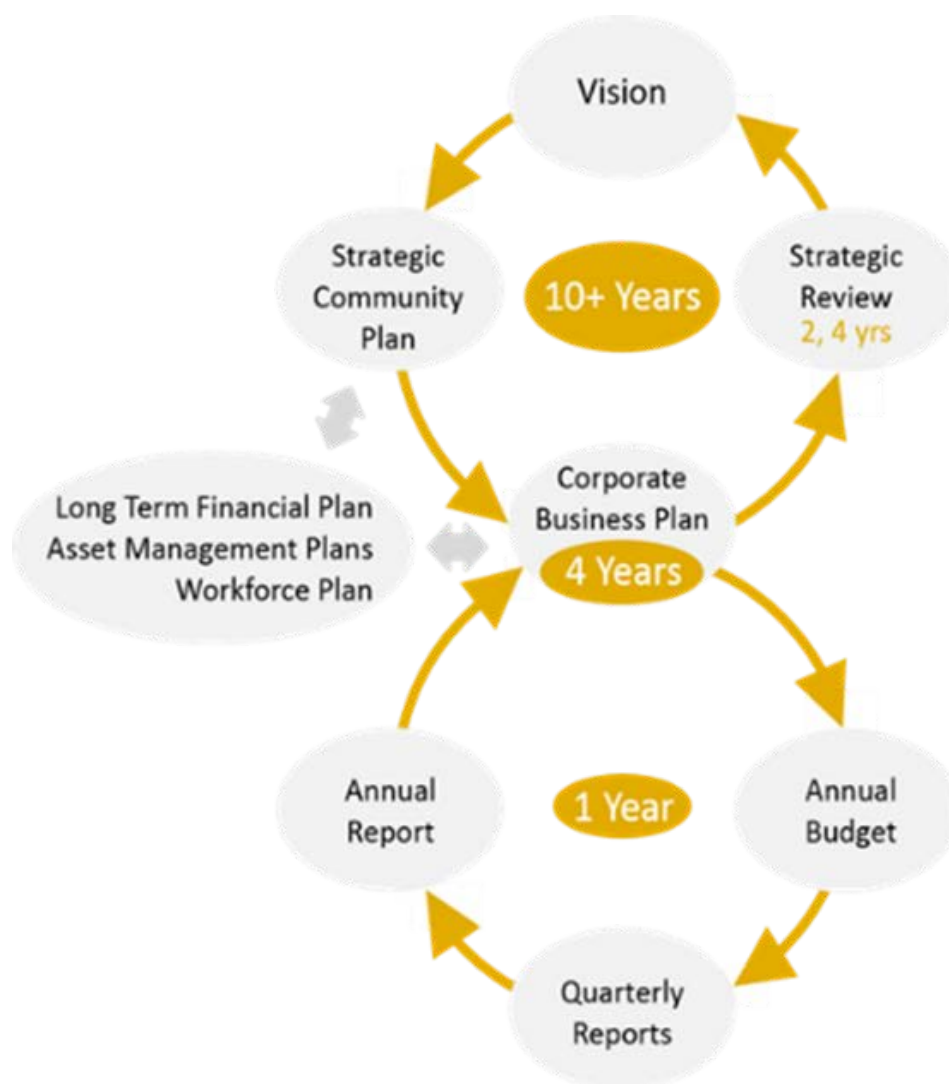 Vision
Strategic
Community
Plan
10+ Years
Strategic
Review
2, 4 yrs
Long Term Financial Plan
Asset Management Plans
Workforce Plan
Corporate
Business Plan
4 Years
Annual
Report
1 Year
Annual
Budget
Quarterly
Reports